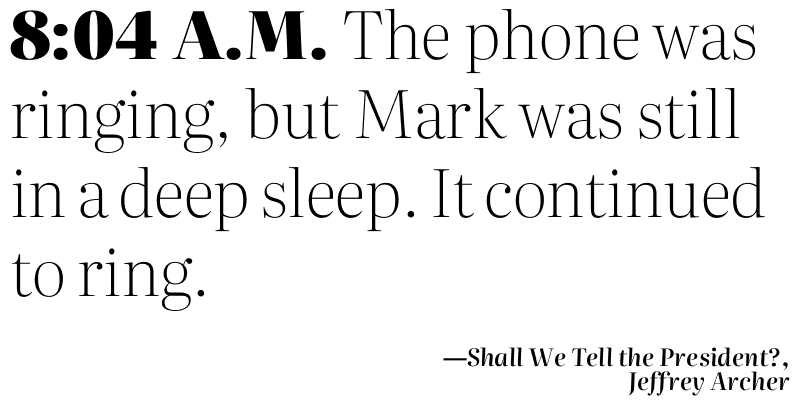 8:04 A.M. The phone was
ringing, but Mark was still
in a deep sleep. It continued
to ring.
—Shall We Tell the President?,
Jeffrey Archer